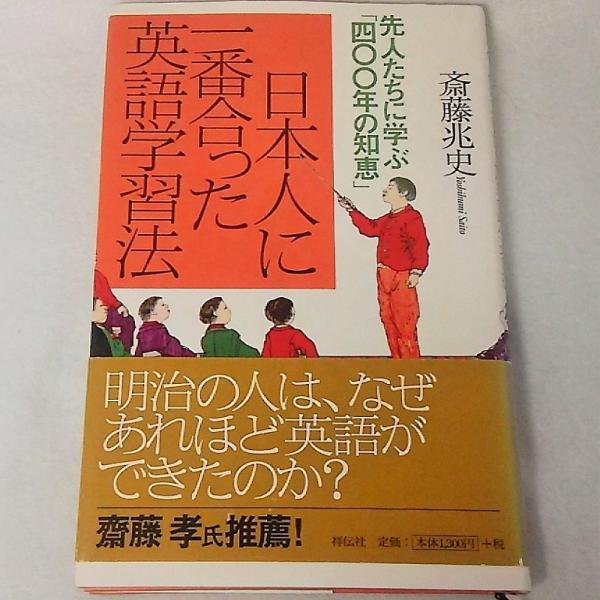 斎藤兆史
Yoshifumi Saito
先人たちに学ぶ
「四〇〇年の知恵」
日本人に
一番合った
英語学習法
明治の人は、なぜ
あれほど英語が
できたのか?
齋藤 孝氏推薦!
祥伝社 定価:本体1,300円 +税